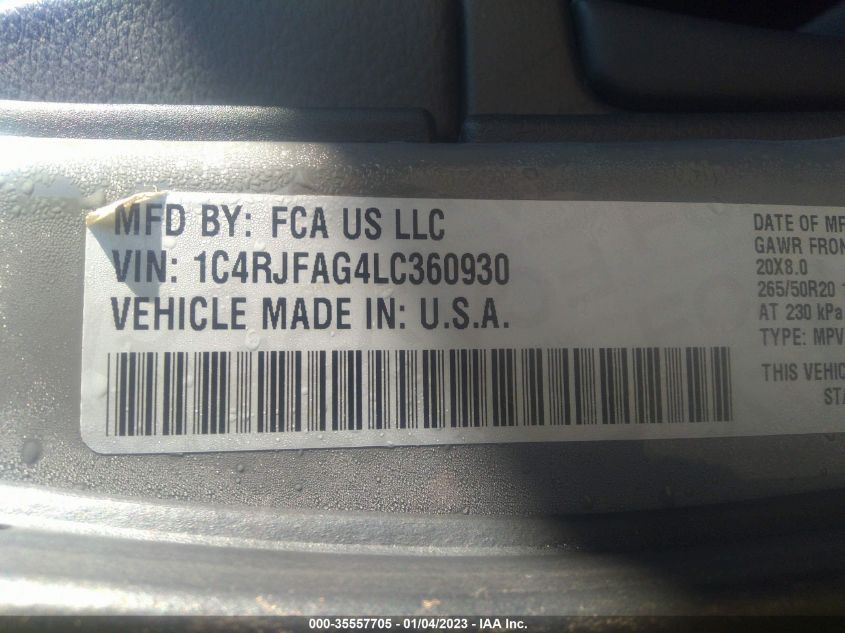 MFD BY: FCA US LLC
VIN: 1C4RJFAG4LC360930
VEHICLE MADE IN: U.S.A.
DATE OF MF
GAWR FRON
20X8.0
265/50R20 1
AT 230 kPa
TYPE: MPV
THIS VEHIC
STA
000-35557705 - 01/04/2023 - IAA Inc.